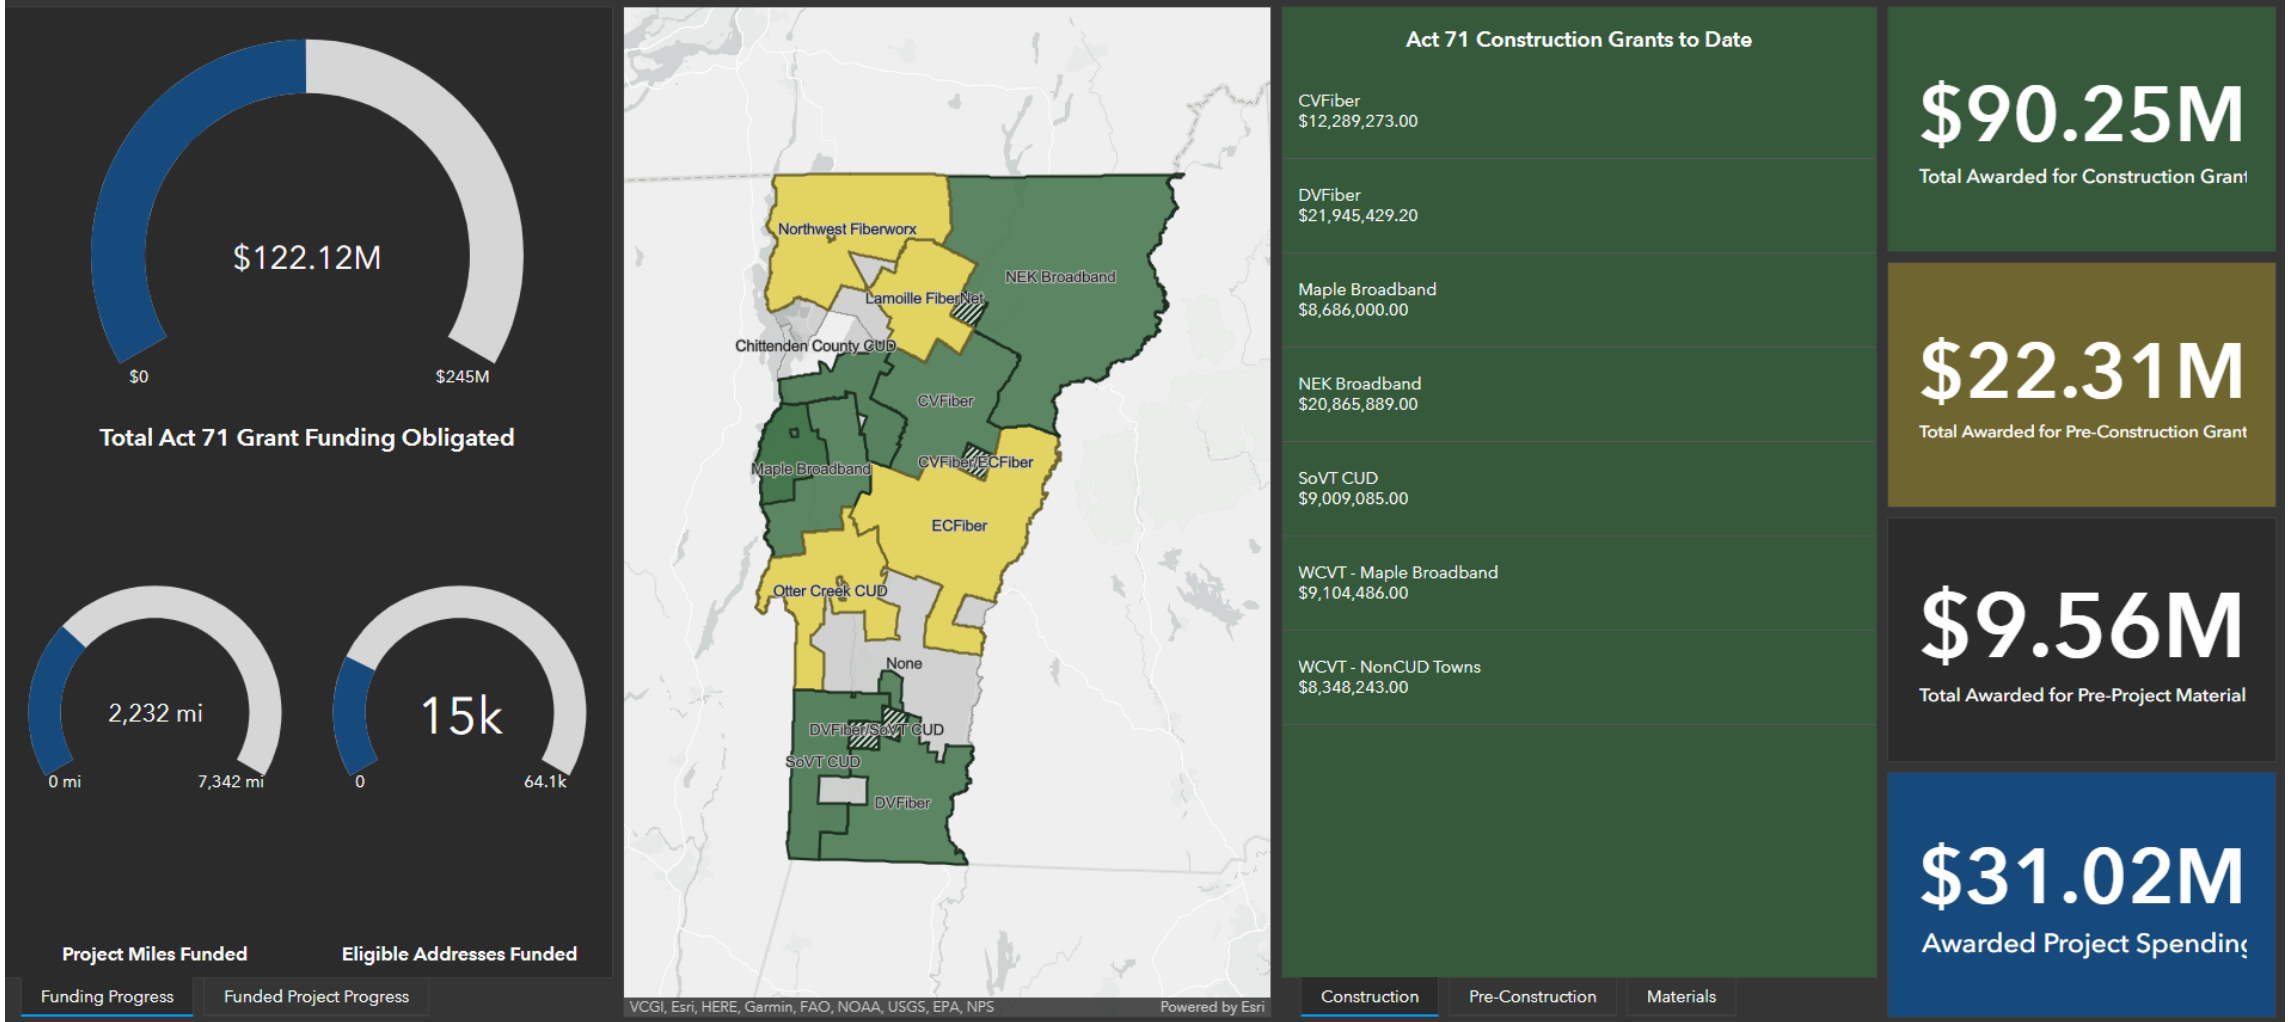 $122.12M
$0
$245M
Total Act 71 Grant Funding Obligated
2,232 mi
0 mi
7,342 mi
15k
0
64.1k
Project Miles Funded
Eligible Addresses Funded
Funding Progress
Funded Project Progress
Northwest Fiberworx
NEK Broadband
Lamoille FiberNet
Chittenden County CUD
CVFiber
CVFiber/ECFiber
Maple Broadband
ECFiber
Otter Creek CUD
None
DVFiber/SoVT CUD
SoVT CUD
DVFiber
VCGI, Esri, HERE, Garmin, FAO, NOAA, USGS, EPA, NPS
Powered by Esri
Act 71 Construction Grants to Date
CVFiber
$12,289,273.00
DVFiber
$21,945,429.20
Maple Broadband
$8,686,000.00
NEK Broadband
$20,865,889.00
SoVT CUD
$9,009,085.00
WCVT - Maple Broadband
$9,104,486.00
WCVT - NonCUD Towns
$8,348,243.00
Construction
Pre-Construction
Materials
$90.25M
Total Awarded for Construction Grant
$22.31M
Total Awarded for Pre-Construction Grant
$9.56M
Total Awarded for Pre-Project Material
$31.02M
Awarded Project Spending